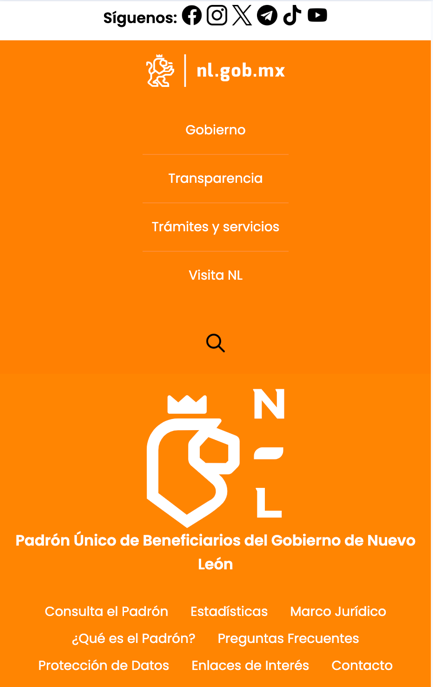 Síguenos:
nl.gob.mx
Gobierno
Transparencia
Trámites y servicios
Visita NL
N
L
Padrón Único de Beneficiarios del Gobierno de Nuevo
León
Consulta el Padrón Estadísticas Marco Jurídico
¿Qué es el Padrón? Preguntas Frecuentes
Protección de Datos Enlaces de Interés Contacto